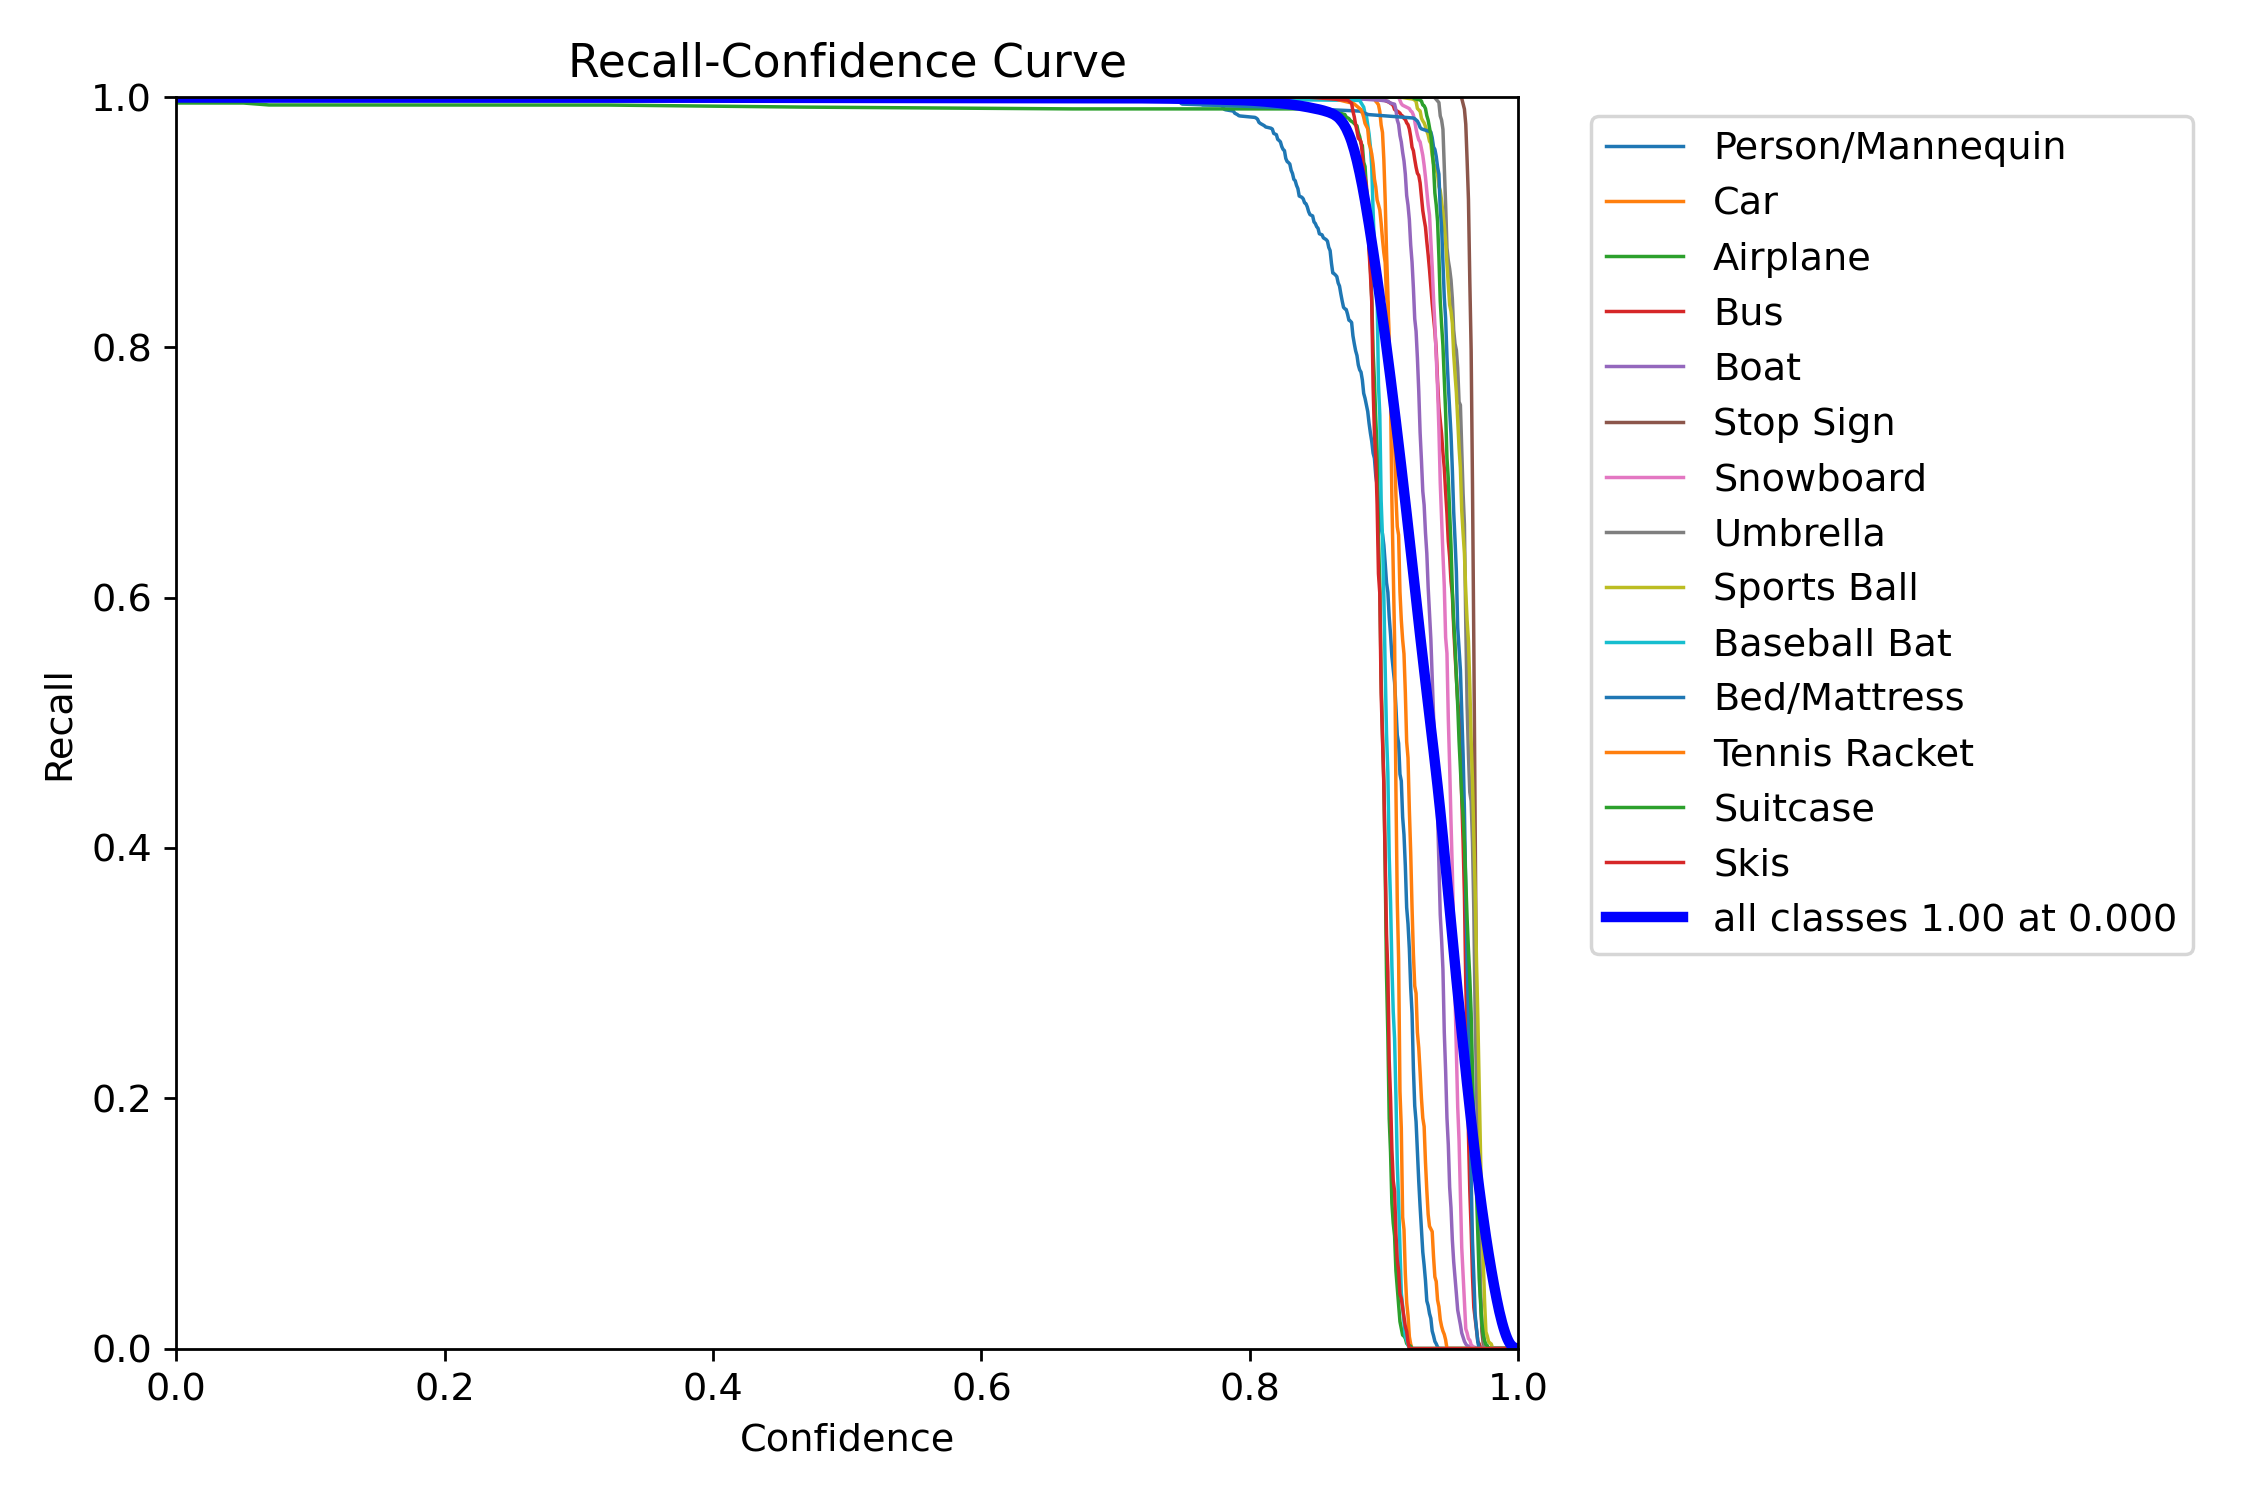 Recall-Confidence Curve
1.0
0.8
0.6
0.4
0.2
0.0
Recall
0.0 0.2 0.4 0.6 0.8 1.0
Confidence
Person/Mannequin
Car
Airplane
Bus
Boat
Stop Sign
Snowboard
Umbrella
Sports Ball
Baseball Bat
Bed/Mattress
Tennis Racket
Suitcase
Skis
all classes 1.00 at 0.000